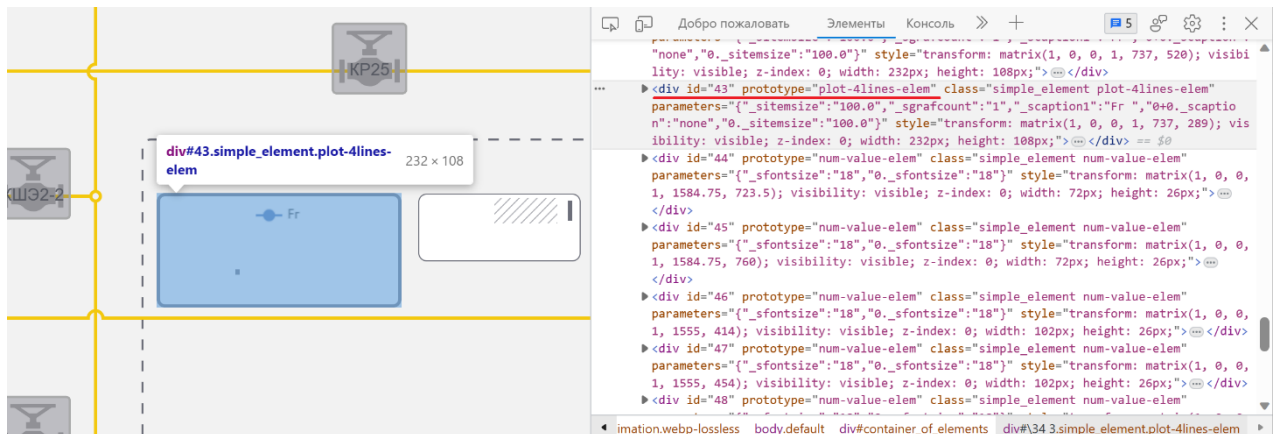 КР25
КШЭ2-2
div#43.simple_element.plot-4lines-
elem
232 × 108
Fr
Добро пожаловать
Элементы
Консоль
5
"none","0._sitemsize":"100.0"}" style="transform: matrix(1, 0, 0, 1, 737, 520); visibi
lity: visible; z-index: 0; width: 232px; height: 108px;"> </div>
<div id="43" prototype="plot-4lines-elem" class="simple_element plot-4lines-elem"
parameters="{"_sitemsize":"100.0","_sgrafcount":"1","_scaption1":"Fr ","0+0._scaptio
n":"none","0._sitemsize":"100.0"}" style="transform: matrix(1, 0, 0, 1, 737, 289); vis
ibility: visible; z-index: 0; width: 232px; height: 108px;"> </div> == $0
<div id="44" prototype="num-value-elem" class="simple_element num-value-elem"
parameters="{"_sfontsize":"18","0._sfontsize":"18"}" style="transform: matrix(1, 0, 0,
1, 1584.75, 723.5); visibility: visible; z-index: 0; width: 72px; height: 26px;">
</div>
<div id="45" prototype="num-value-elem" class="simple_element num-value-elem"
parameters="{"_sfontsize":"18","0._sfontsize":"18"}" style="transform: matrix(1, 0, 0,
1, 1584.75, 760); visibility: visible; z-index: 0; width: 72px; height: 26px;">
</div>
<div id="46" prototype="num-value-elem" class="simple_element num-value-elem"
parameters="{"_sfontsize":"18","0._sfontsize":"18"}" style="transform: matrix(1, 0, 0,
1, 1555, 414); visibility: visible; z-index: 0; width: 102px; height: 26px;"> </div>
<div id="47" prototype="num-value-elem" class="simple_element num-value-elem"
parameters="{"_sfontsize":"18","0._sfontsize":"18"}" style="transform: matrix(1, 0, 0,
1, 1555, 454); visibility: visible; z-index: 0; width: 102px; height: 26px;"> </div>
<div id="48" prototype="num-value-elem" class="simple_element num-value-elem"
imation.webp-lossless body.default div#container_of_elements div#\34 3.simple_element.plot-4lines-elem